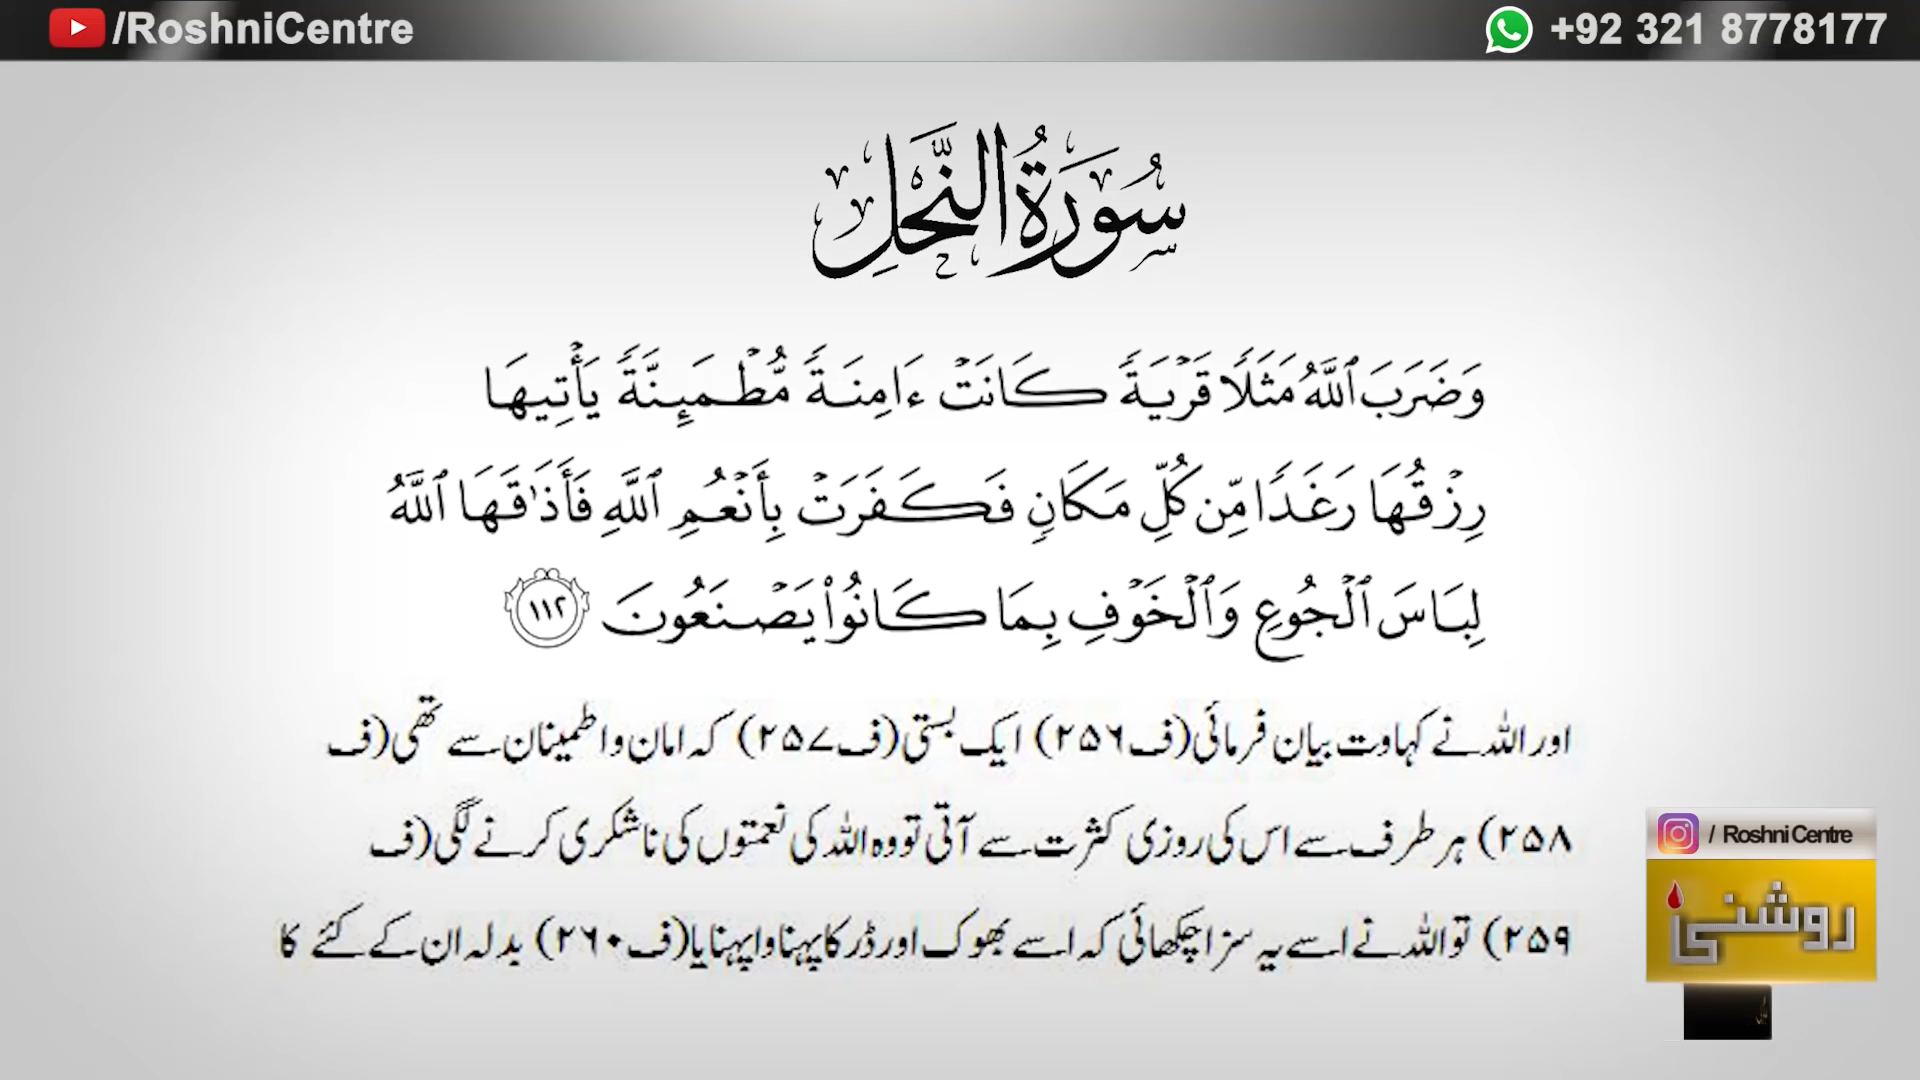 /RoshniCentre
+92 321 8778177
سُورَةُ النَّحْلِ
وَضَرَبَ ٱللَّهُ مَثَلًا قَرْيَةً كَانَتْ ءَامِنَةً مُّطْمَئِنَّةً يَأْتِيهَا
رِزْقُهَا رَغَدًا مِّن كُلِّ مَكَانٍ فَكَفَرَتْ بِأَنْعُمِ ٱللَّهِ فَأَذَٰقَهَا ٱللَّهُ
لِبَاسَ ٱلْجُوعِ وَٱلْخَوْفِ بِمَا كَانُوا۟ يَصْنَعُونَ ١١٢
اور اللہ نے کہاوت بیان فرمائی (ف۲۵۶) ایک بستی (ف۲۵۷) کہ امان و اطمینان سے تھی (ف
۲۵۸) ہر طرف سے اس کی روزی کثرت سے آتی تو وہ اللہ کی نعمتوں کی ناشکری کرنے لگی (ف
۲۵۹) تو اللہ نے اسے یہ سزا چکھائی کہ اسے بھوک اور ڈر کا پہناوا پہنایا (ف۲۶۰) بدلہ ان کے کئے کا
/ Roshni Centre
روشنی